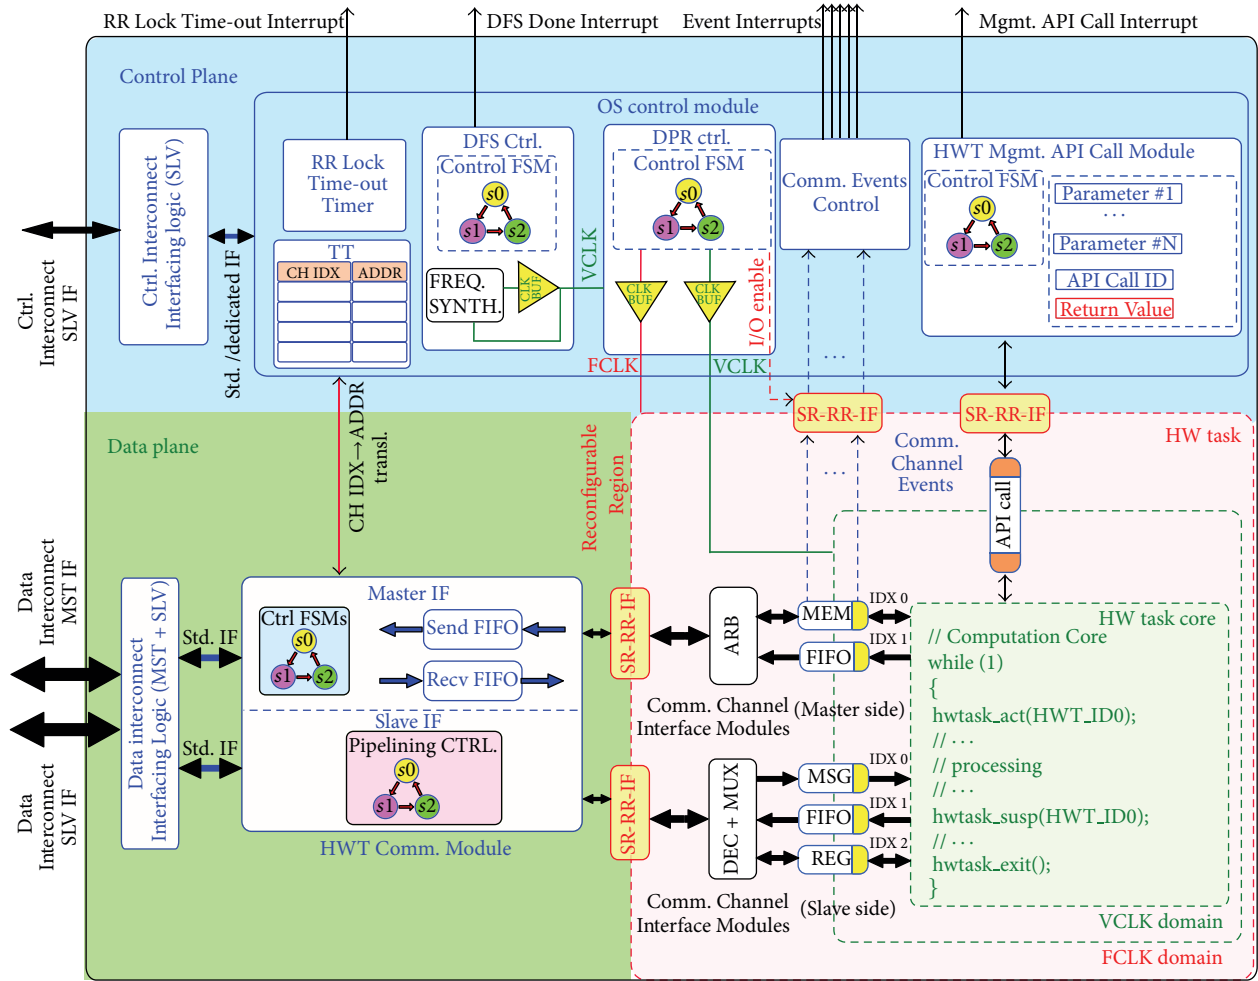 RR Lock Time-out Interrupt
DFS Done Interrupt
Event Interrupts
Mgmt. API Call Interrupt
Control Plane
OS control module
Ctrl.
Interconnect
SLV IF
Ctrl. Interconnect
Interfacing logic (SLV)
Std. /dedicated IF
RR Lock
Time-out
Timer
TT
CH IDX
ADDR
DFS Ctrl.
Control FSM
s0
s1
s2
FREQ.
SYNTH.
CLK
BUF
VCLK
DPR ctrl.
Control FSM
s0
s1
s2
CLK
BUF
CLK
BUF
FCLK
VCLK
I/O enable
Comm. Events
Control
...
HWT Mgmt. API Call Module
Control FSM
s0
s1
s2
Parameter #1
...
Parameter #N
API Call ID
Return Value
SR-RR-IF
SR-RR-IF
Data plane
CH IDX→ADDR
transl.
Reconfigurable
Region
HW task
...
Comm.
Channel
Events
API call
Data
Interconnect
MST IF
Data
Interconnect
SLV IF
Data interconnect
Interfacing Logic (MST + SLV)
Std. IF
Std. IF
Master IF
Ctrl FSMs
s0
s1
s2
Send FIFO
Recv FIFO
Slave IF
Pipelining CTRL.
s0
s1
s2
HWT Comm. Module
SR-RR-IF
SR-RR-IF
ARB
MEM
IDX 0
FIFO
IDX 1
Comm. Channel
Interface Modules
(Master side)
DEC + MUX
MSG
IDX 0
FIFO
IDX 1
REG
IDX 2
Comm. Channel
Interface Modules
(Slave side)
HW task core
// Computation Core
while (1)
{
hwtask_act(HWT_ID0);
// ...
// processing
// ...
hwtask_susp(HWT_ID0);
// ...
hwtask_exit();
}
VCLK domain
FCLK domain